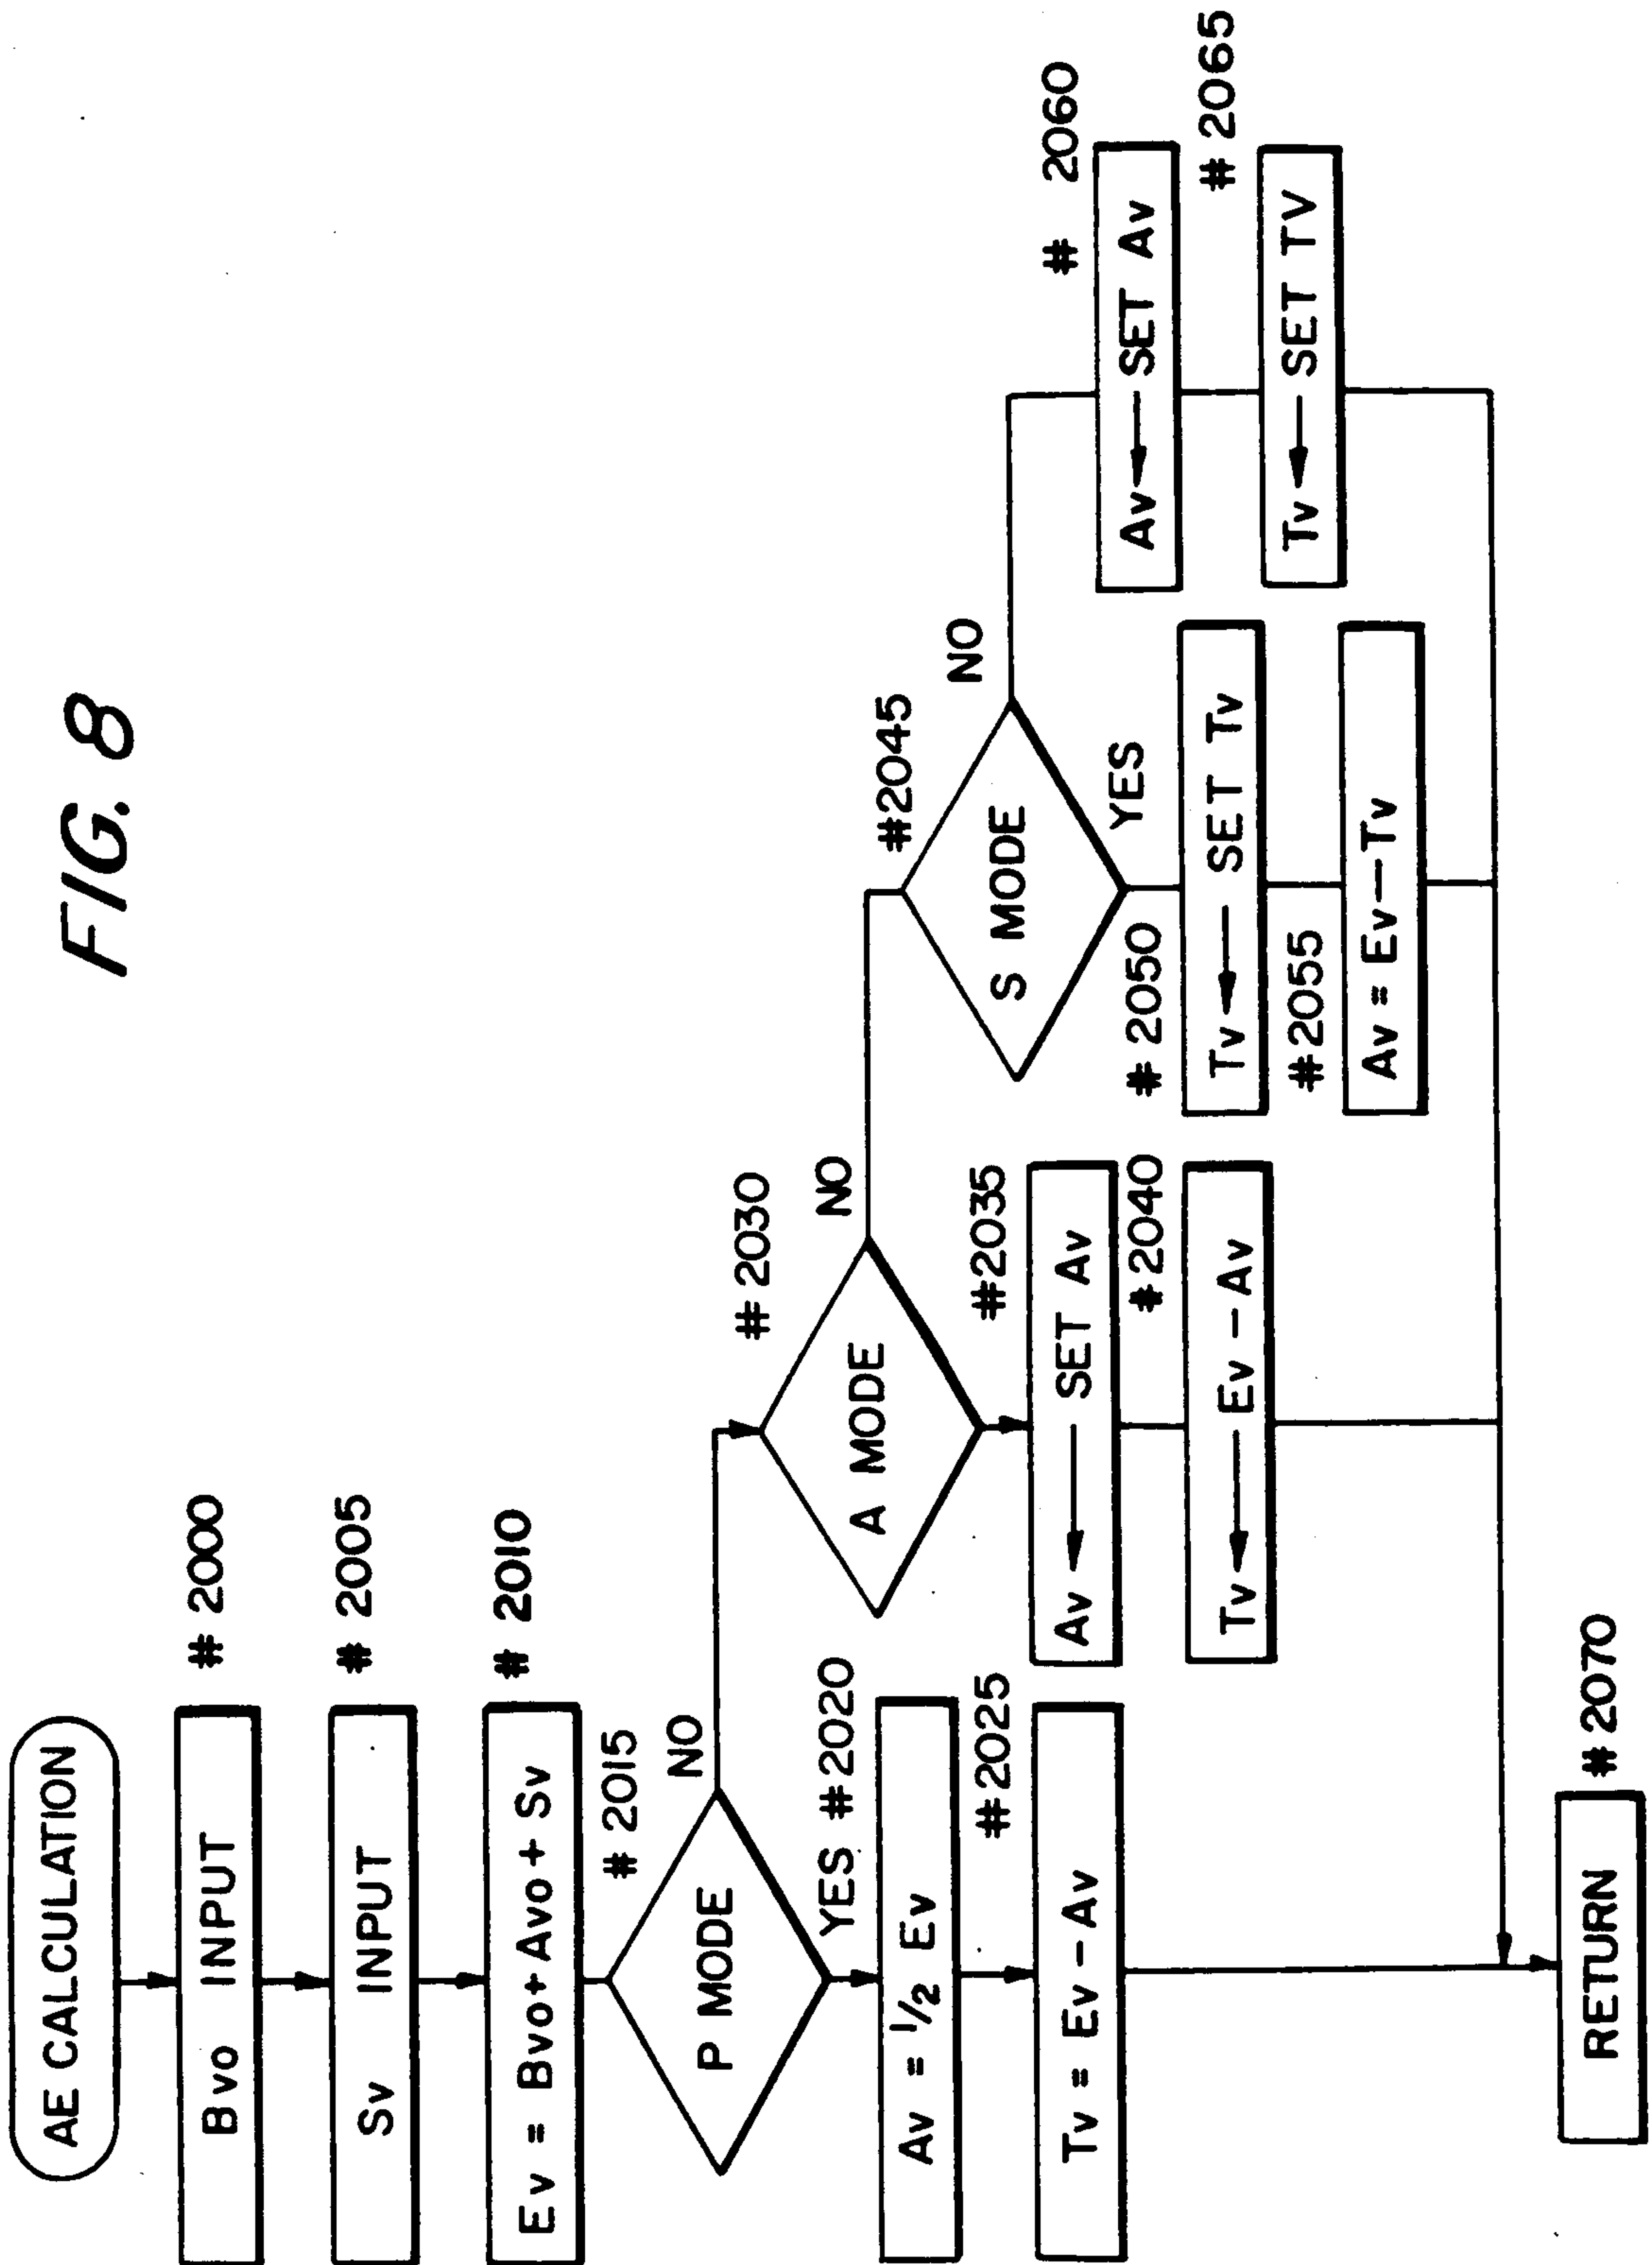 FIG. 8
AE CALCULATION
Bvo INPUT
# 2000
Sv INPUT
# 2005
Ev = Bvo+Avo+Sv
# 2010
# 2015
P MODE
NO
YES
#2020
Av = 1/2 Ev
#2025
Tv = Ev-Av
#2030
A MODE
NO
#2035
Av ← SET Av
#2040
Tv ← Ev-Av
#2045
S MODE
NO
YES
#2050
Tv ← SET Tv
#2055
Av = Ev-Tv
# 2060
Av ← SET Av
# 2065
Tv ← SET TV
RETURN
# 2070